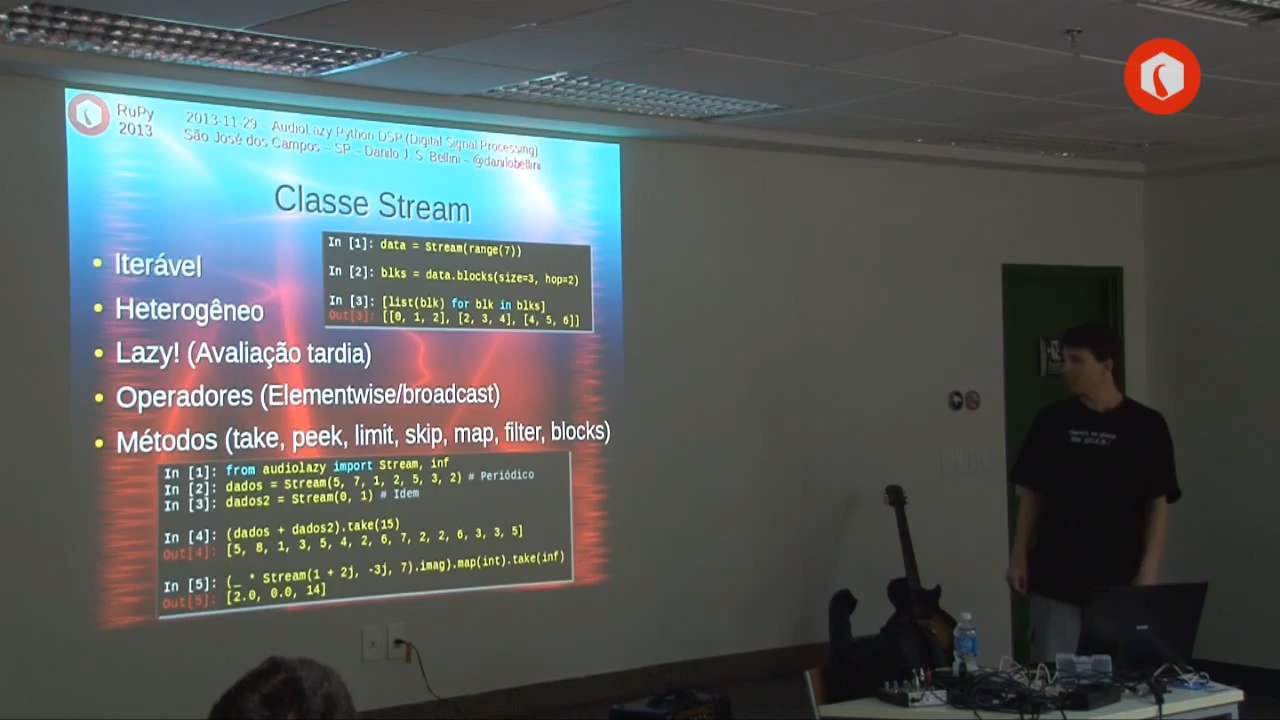 RuPy
2013
2013-11-29 – AudioLazy Python DSP (Digital Signal Processing)
São José dos Campos – SP – Danilo J. S. Bellini – @danilobellini
Classe Stream
• Iterável
• Heterogêneo
• Lazy! (Avaliação tardia)
• Operadores (Elementwise/broadcast)
• Métodos (take, peek, limit, skip, map, filter, blocks)
In [1]: data = Stream(range(7))
In [2]: blks = data.blocks(size=3, hop=2)
In [3]: [list(blk) for blk in blks]
Out[3]: [[0, 1, 2], [2, 3, 4], [4, 5, 6]]
In [1]: from audiolazy import Stream, inf
In [2]: dados = Stream(5, 7, 1, 2, 5, 3, 2) # Periódico
In [3]: dados2 = Stream(0, 1) # Idem
In [4]: (dados + dados2).take(15)
Out[4]: [5, 8, 1, 3, 5, 4, 2, 6, 7, 2, 2, 6, 3, 3, 5]
In [5]: (_ * Stream(1 + 2j, -3j, 7).imag).map(int).take(inf)
Out[5]: [2.0, 0.0, 14]